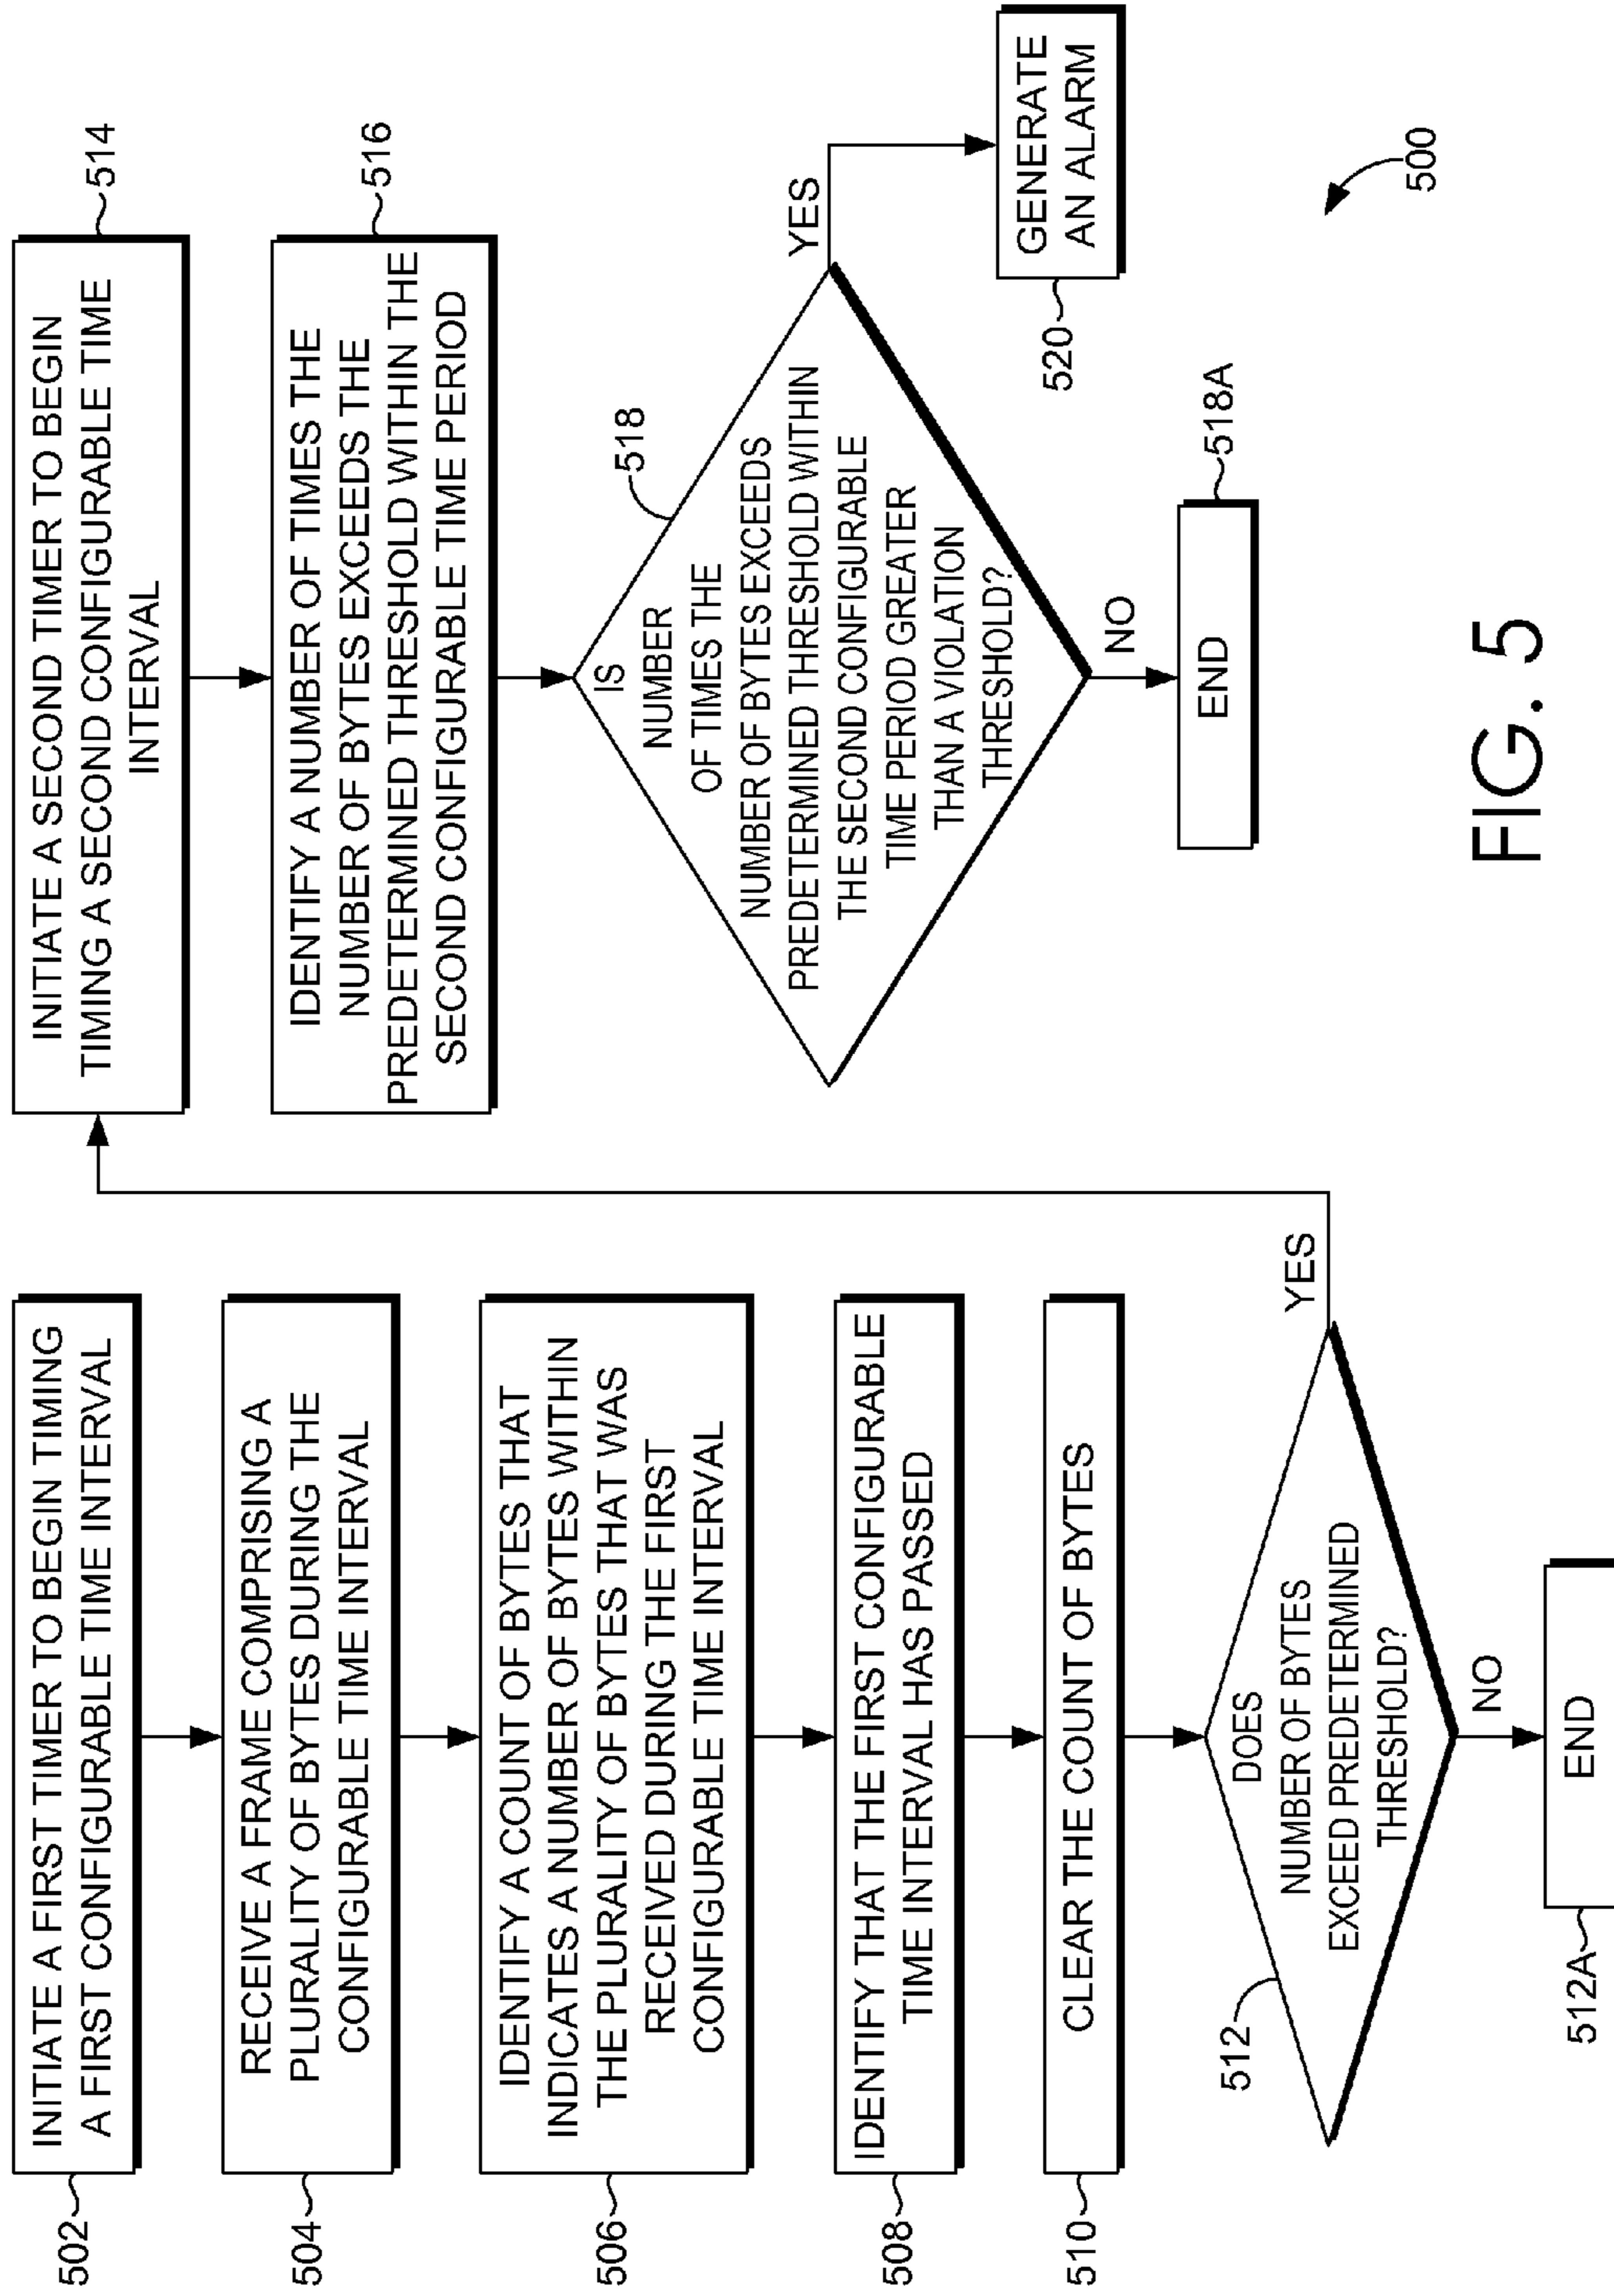 502
INITIATE A FIRST TIMER TO BEGIN TIMING
A FIRST CONFIGURABLE TIME INTERVAL
504
RECEIVE A FRAME COMPRISING A
PLURALITY OF BYTES DURING THE
CONFIGURABLE TIME INTERVAL
506
IDENTIFY A COUNT OF BYTES THAT
INDICATES A NUMBER OF BYTES WITHIN
THE PLURALITY OF BYTES THAT WAS
RECEIVED DURING THE FIRST
CONFIGURABLE TIME INTERVAL
508
IDENTIFY THAT THE FIRST CONFIGURABLE
TIME INTERVAL HAS PASSED
510
CLEAR THE COUNT OF BYTES
512
DOES
NUMBER OF BYTES
EXCEED PREDETERMINED
THRESHOLD?
YES
NO
512A
END
514
INITIATE A SECOND TIMER TO BEGIN
TIMING A SECOND CONFIGURABLE TIME
INTERVAL
516
IDENTIFY A NUMBER OF TIMES THE
NUMBER OF BYTES EXCEEDS THE
PREDETERMINED THRESHOLD WITHIN THE
SECOND CONFIGURABLE TIME PERIOD
518
IS
NUMBER
OF TIMES THE
NUMBER OF BYTES EXCEEDS
PREDETERMINED THRESHOLD WITHIN
THE SECOND CONFIGURABLE
TIME PERIOD GREATER
THAN A VIOLATION
THRESHOLD?
YES
NO
520
GENERATE
AN ALARM
518A
END
500
FIG. 5